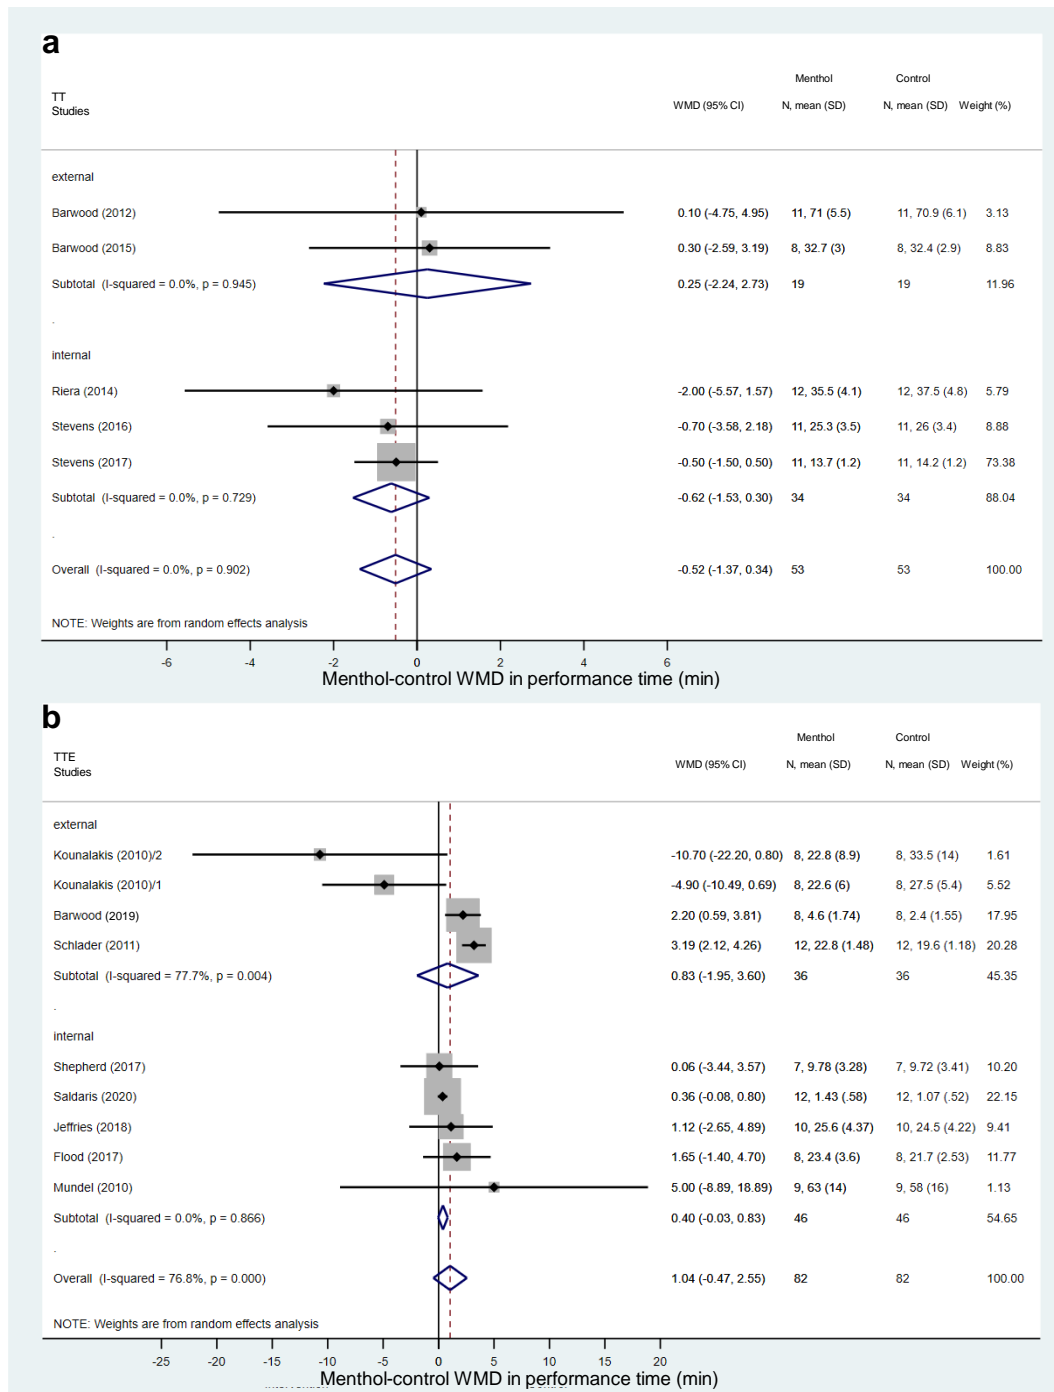 a
Menthol Control
TT
Studies WMD (95% CI) N, mean (SD) N, mean (SD) Weight (%)
external
Barwood (2012) 0.10 (-4.75, 4.95) 11, 71 (5.5) 11, 70.9 (6.1) 3.13
Barwood (2015) 0.30 (-2.59, 3.19) 8, 32.7 (3) 8, 32.4 (2.9) 8.83
Subtotal (I-squared = 0.0%, p = 0.945) 0.25 (-2.24, 2.73) 19 19 11.96
.
internal
Riera (2014) -2.00 (-5.57, 1.57) 12, 35.5 (4.1) 12, 37.5 (4.8) 5.79
Stevens (2016) -0.70 (-3.58, 2.18) 11, 25.3 (3.5) 11, 26 (3.4) 8.88
Stevens (2017) -0.50 (-1.50, 0.50) 11, 13.7 (1.2) 11, 14.2 (1.2) 73.38
Subtotal (I-squared = 0.0%, p = 0.729) -0.62 (-1.53, 0.30) 34 34 88.04
.
Overall (I-squared = 0.0%, p = 0.902) -0.52 (-1.37, 0.34) 53 53 100.00
NOTE: Weights are from random effects analysis
-6 -4 -2 0 2 4 6
Menthol-control WMD in performance time (min)
b
Menthol Control
TTE
Studies WMD (95% CI) N, mean (SD) N, mean (SD) Weight (%)
external
Kounalakis (2010)/2 -10.70 (-22.20, 0.80) 8, 22.8 (8.9) 8, 33.5 (14) 1.61
Kounalakis (2010)/1 -4.90 (-10.49, 0.69) 8, 22.6 (6) 8, 27.5 (5.4) 5.52
Barwood (2019) 2.20 (0.59, 3.81) 8, 4.6 (1.74) 8, 2.4 (1.55) 17.95
Schlader (2011) 3.19 (2.12, 4.26) 12, 22.8 (1.48) 12, 19.6 (1.18) 20.28
Subtotal (I-squared = 77.7%, p = 0.004) 0.83 (-1.95, 3.60) 36 36 45.35
.
internal
Shepherd (2017) 0.06 (-3.44, 3.57) 7, 9.78 (3.28) 7, 9.72 (3.41) 10.20
Saldaris (2020) 0.36 (-0.08, 0.80) 12, 1.43 (.58) 12, 1.07 (.52) 22.15
Jeffries (2018) 1.12 (-2.65, 4.89) 10, 25.6 (4.37) 10, 24.5 (4.22) 9.41
Flood (2017) 1.65 (-1.40, 4.70) 8, 23.4 (3.6) 8, 21.7 (2.53) 11.77
Mundel (2010) 5.00 (-8.89, 18.89) 9, 63 (14) 9, 58 (16) 1.13
Subtotal (I-squared = 0.0%, p = 0.866) 0.40 (-0.03, 0.83) 46 46 54.65
.
Overall (I-squared = 76.8%, p = 0.000) 1.04 (-0.47, 2.55) 82 82 100.00
NOTE: Weights are from random effects analysis
-25 -20 -15 -10 -5 0 5 10 15 20
Menthol-control WMD in performance time (min)